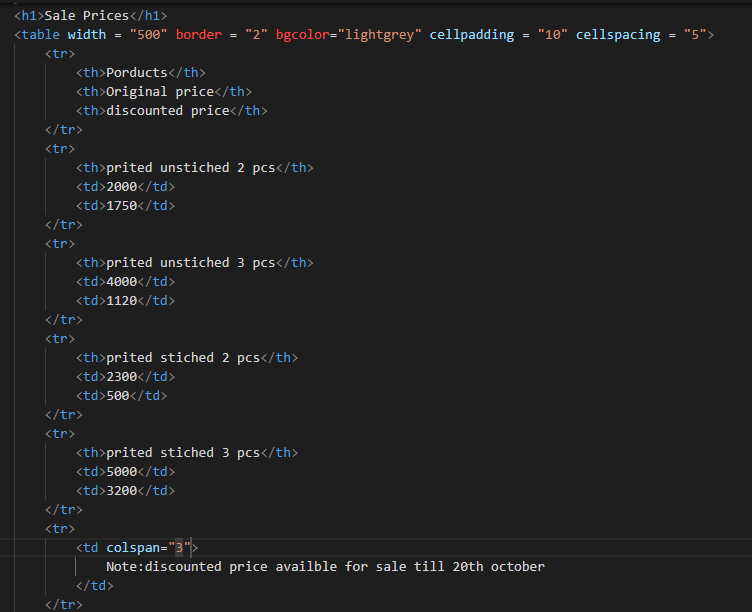 <h1>Sale Prices</h1>
<table width = "500" border = "2" bgcolor="lightgrey" cellpadding = "10" cellspacing = "5">
<tr>
<th>Porducts</th>
<th>Original price</th>
<th>discounted price</th>
</tr>
<tr>
<th>prited unstiched 2 pcs</th>
<td>2000</td>
<td>1750</td>
</tr>
<tr>
<th>prited unstiched 3 pcs</th>
<td>4000</td>
<td>1120</td>
</tr>
<tr>
<th>prited stiched 2 pcs</th>
<td>2300</td>
<td>500</td>
</tr>
<tr>
<th>prited stiched 3 pcs</th>
<td>5000</td>
<td>3200</td>
</tr>
<tr>
<td colspan="3">
Note:discounted price availble for sale till 20th october
</td>
</tr>